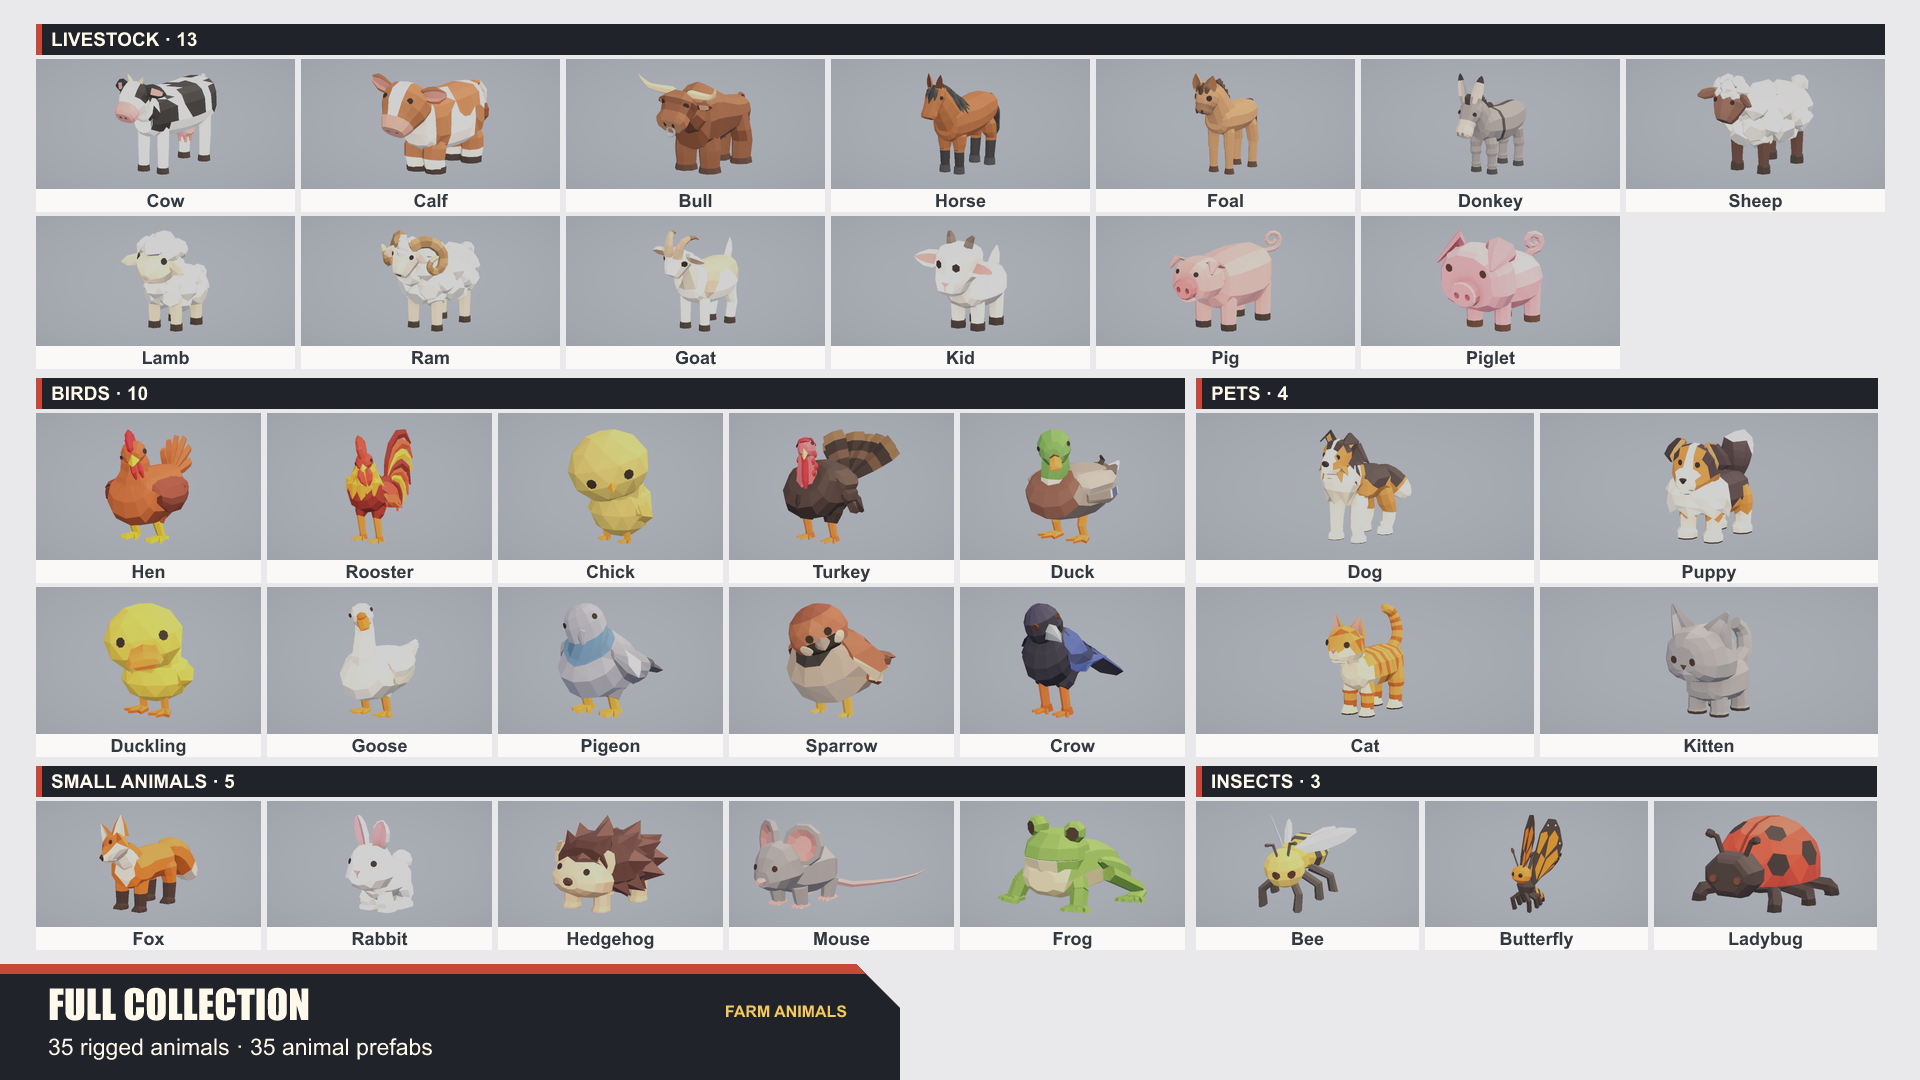 LIVESTOCK · 13
Cow
Calf
Bull
Horse
Foal
Donkey
Sheep
Lamb
Ram
Goat
Kid
Pig
Piglet
BIRDS · 10
Hen
Rooster
Chick
Turkey
Duck
Duckling
Goose
Pigeon
Sparrow
Crow
PETS · 4
Dog
Puppy
Cat
Kitten
SMALL ANIMALS · 5
Fox
Rabbit
Hedgehog
Mouse
Frog
INSECTS · 3
Bee
Butterfly
Ladybug
FULL COLLECTION
FARM ANIMALS
35 rigged animals · 35 animal prefabs